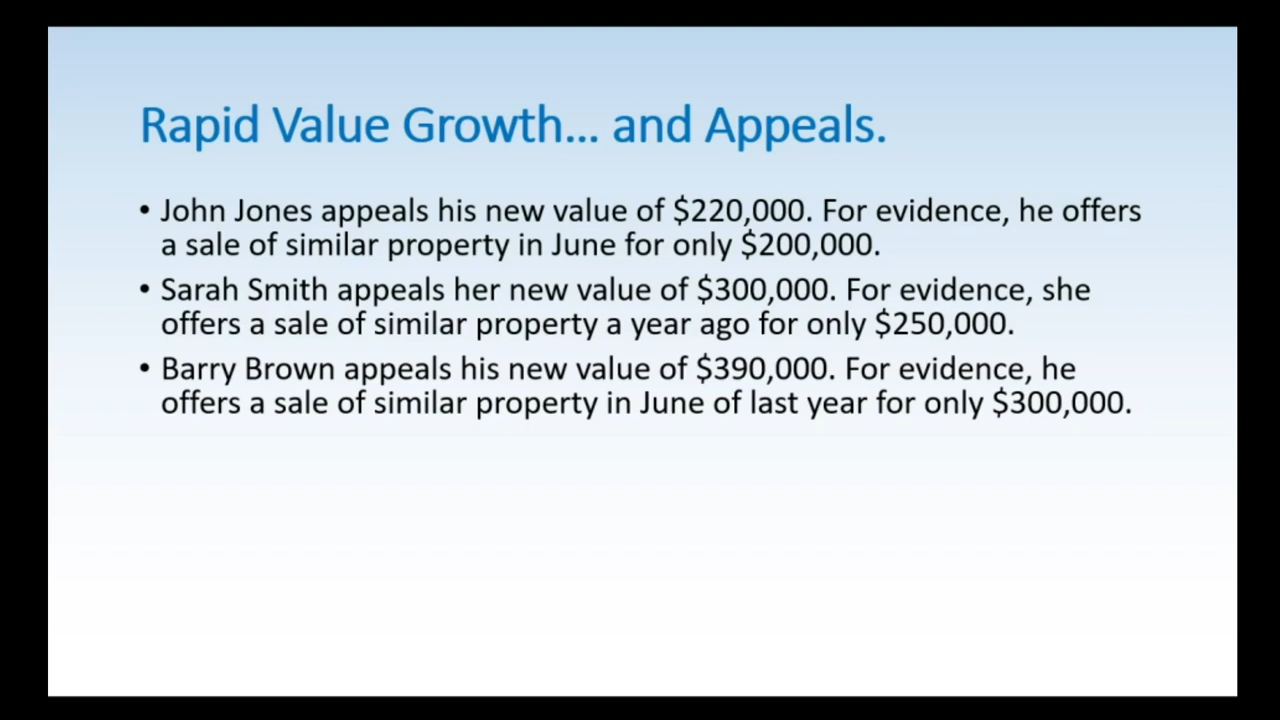 Rapid Value Growth... and Appeals.
• John Jones appeals his new value of $220,000. For evidence, he offers
a sale of similar property in June for only $200,000.
• Sarah Smith appeals her new value of $300,000. For evidence, she
offers a sale of similar property a year ago for only $250,000.
• Barry Brown appeals his new value of $390,000. For evidence, he
offers a sale of similar property in June of last year for only $300,000.